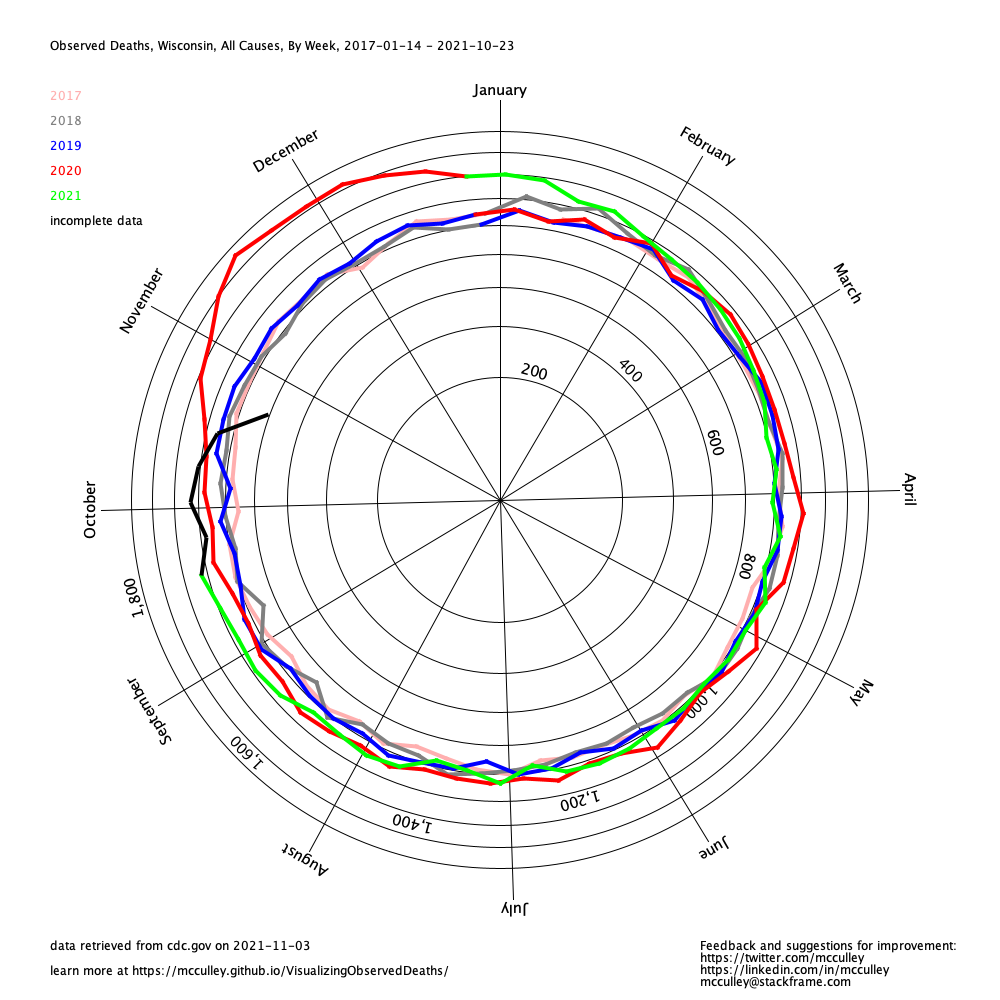 Observed Deaths, Wisconsin, All Causes, By Week, 2017-01-14 - 2021-10-23
January
2017
2018
2019
2020
2021
incomplete data
December
February
November
March
200
400
600
October
April
800
1,800
September
May
1,000
1,600
1,200
1,400
August
June
July
data retrieved from cdc.gov on 2021-11-03
learn more at https://mcculley.github.io/VisualizingObservedDeaths/
Feedback and suggestions for improvement:
https://twitter.com/mcculley
https://linkedin.com/in/mcculley
mcculley@stackframe.com